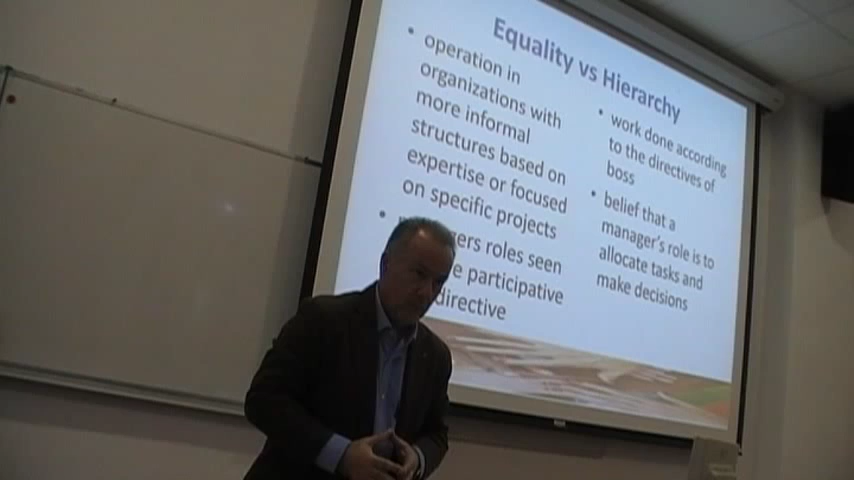 Equality vs Hierarchy
• operation in
organizations with
more informal
structures based on
expertise or focused
on specific projects
• roles seen
participative
directive
• work done according
to the directives of
boss
• belief that a
manager's role is to
allocate tasks and
make decisions